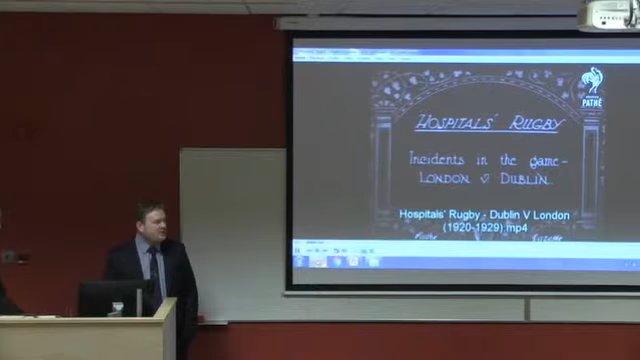 PATHÉ
HOSPITALS' RUGBY
Incidents in the game—
LONDON v DUBLIN.
Hospitals' Rugby - Dublin V London
(1920-1929).mp4